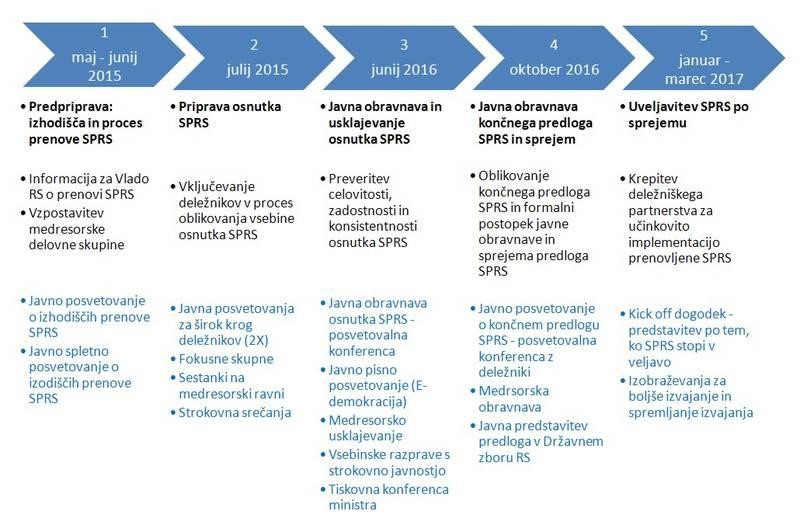 1
maj - junij
2015
2
julij 2015
3
junij 2016
4
oktober 2016
5
januar -
marec 2017
Predpriprava:
izhodišča in proces
prenove SPRS
• Informacija za Vlado
RS o prenovi SPRS
• Vzpostavitev
medresorske
delovne skupine
• Javno posvetovanje
o izhodiščih prenove
SPRS
• Javno spletno
posvetovanje o
izodiščih prenove
SPRS
Priprava osnutka
SPRS
• Vključevanje
deležnikov v proces
oblikovanja vsebine
osnutka SPRS
• Javna posvetovanja
za širok krog
deležnikov (2X)
• Fokusne skupne
• Sestanki na
medresorski ravni
• Strokovna srečanja
Javna obravnava in
usklajevanje
osnutka SPRS
• Preveritev
celovitosti,
zadostnosti in
konsistentnosti
osnutka SPRS
• Javna obravnava
osnutka SPRS -
posvetovalna
konferenca
• Javno pisno
posvetovanje (E-
demokracija)
• Medresorsko
usklajevanje
• Vsebinske razprave s
strokovno javnostjo
• Tiskovna konferenca
ministra
Javna obravnava
končnega predloga
SPRS in sprejem
• Oblikovanje
končnega predloga
SPRS in formalni
postopek javne
obravnave in
sprejema predloga
SPRS
• Javno posvetovanje
o končnem predlogu
SPRS - posvetovalna
konferenca z
deležniki
• Medrsorska
obravnava
• Javna predstavitev
predloga v Državnem
zboru RS
Uveljavitev SPRS po
sprejemu
• Krepitev
deležniškega
partnerstva za
učinkovito
implementacijo
prenovljene SPRS
• Kick off dogodek -
predstavitev po tem,
ko SPRS stopi v
veljavo
• Izobraževanja za
boljše izvajanje in
spremljanje izvajanja